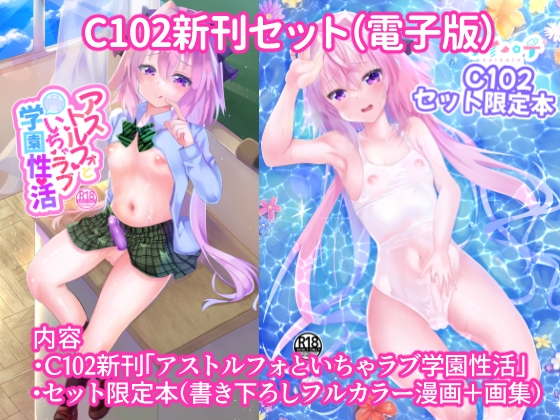 C102新刊セット(電子版)
アストルフォと
いちゃラブ
学園性活
R18
C102
セット限定本
R18
内容
・C102新刊「アストルフォといちゃラブ学園性活」
・セット限定本(書き下ろしフルカラー漫画+画集)